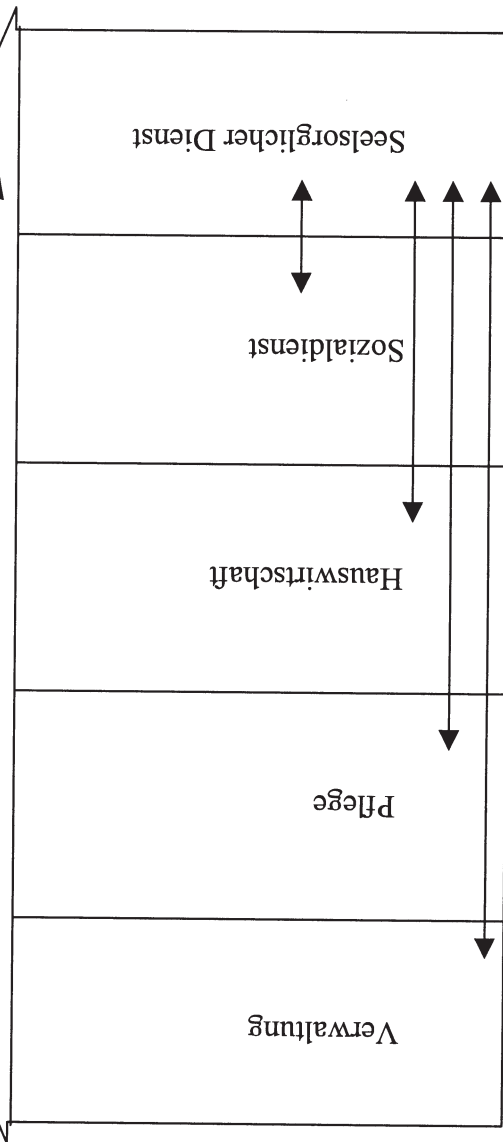 Verwaltung
Pflege
Hauswirtschaft
Sozialdienst
Seelsorglicher Dienst